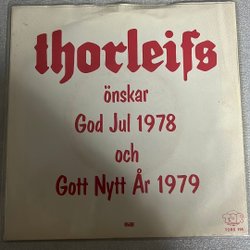 thorleifs
önskar
God Jul 1978
och
Gott Nytt År 1979